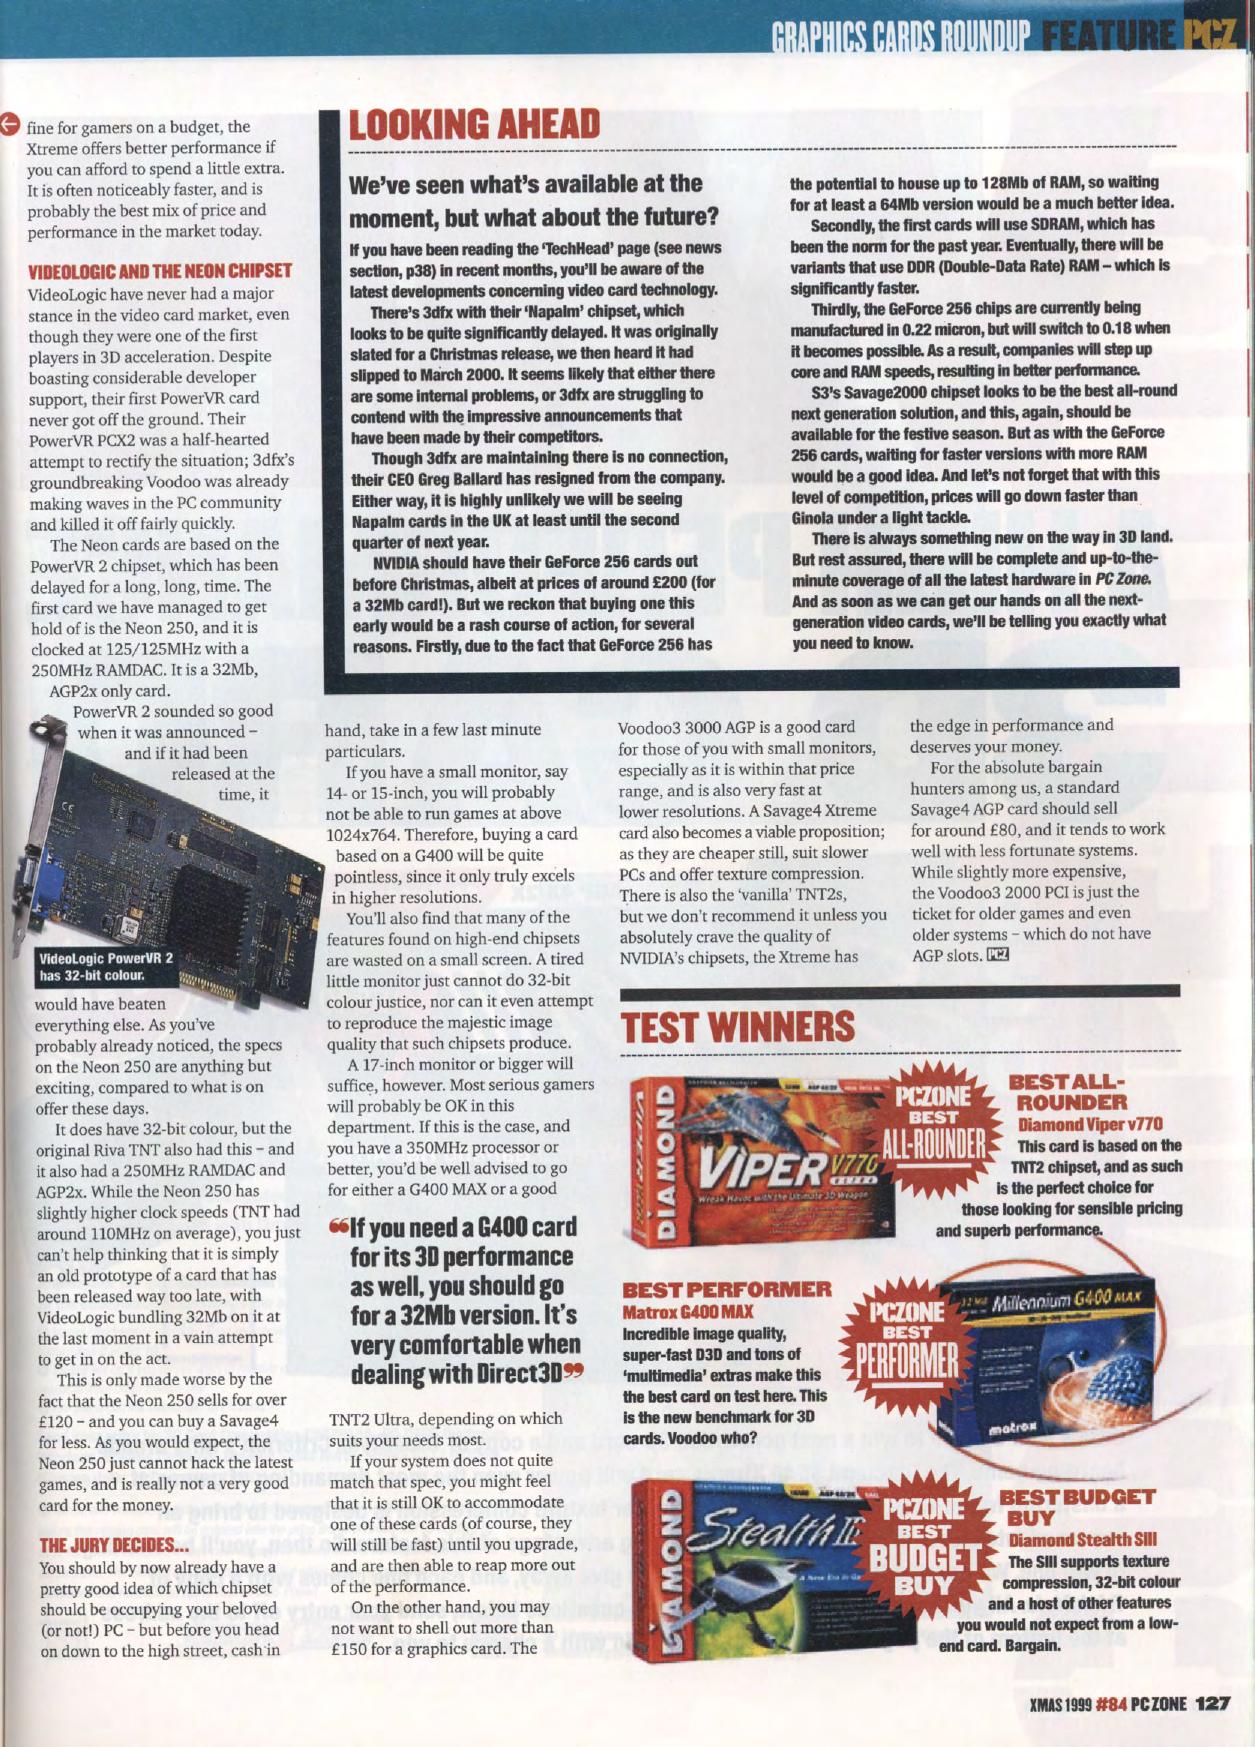 GRAPHICS CARDS ROUNDUP FEATURE PCZ
fine for gamers on a budget, the
Xtreme offers better performance if
you can afford to spend a little extra.
It is often noticeably faster, and is
probably the best mix of price and
performance in the market today.
VIDEOLOGIC AND THE NEON CHIPSET
VideoLogic have never had a major
stance in the video card market, even
though they were one of the first
players in 3D acceleration. Despite
boasting considerable developer
support, their first PowerVR card
never got off the ground. Their
PowerVR PCX2 was a half-hearted
attempt to rectify the situation; 3dfx's
groundbreaking Voodoo was already
making waves in the PC community
and killed it off fairly quickly.
The Neon cards are based on the
PowerVR 2 chipset, which has been
delayed for a long, long, time. The
first card we have managed to get
hold of is the Neon 250, and it is
clocked at 125/125MHz with a
250MHz RAMDAC. It is a 32Mb,
AGP2x only card.
PowerVR 2 sounded so good
when it was announced –
and if it had been
released at the
time, it
VideoLogic PowerVR 2
has 32-bit colour.
would have beaten
everything else. As you've
probably already noticed, the specs
on the Neon 250 are anything but
exciting, compared to what is on
offer these days.
It does have 32-bit colour, but the
original Riva TNT also had this – and
it also had a 250MHz RAMDAC and
AGP2x. While the Neon 250 has
slightly higher clock speeds (TNT had
around 110MHz on average), you just
can't help thinking that it is simply
an old prototype of a card that has
been released way too late, with
VideoLogic bundling 32Mb on it at
the last moment in a vain attempt
to get in on the act.
This is only made worse by the
fact that the Neon 250 sells for over
£120 – and you can buy a Savage4
for less. As you would expect, the
Neon 250 just cannot hack the latest
games, and is really not a very good
card for the money.
THE JURY DECIDES...
You should by now already have a
pretty good idea of which chipset
should be occupying your beloved
(or not!) PC – but before you head
on down to the high street, cash in
LOOKING AHEAD
We've seen what's available at the
moment, but what about the future?
If you have been reading the 'TechHead' page (see news
section, p38) in recent months, you'll be aware of the
latest developments concerning video card technology.
There's 3dfx with their 'Napalm' chipset, which
looks to be quite significantly delayed. It was originally
slated for a Christmas release, we then heard it had
slipped to March 2000. It seems likely that either there
are some internal problems, or 3dfx are struggling to
contend with the impressive announcements that
have been made by their competitors.
Though 3dfx are maintaining there is no connection,
their CEO Greg Ballard has resigned from the company.
Either way, it is highly unlikely we will be seeing
Napalm cards in the UK at least until the second
quarter of next year.
NVIDIA should have their GeForce 256 cards out
before Christmas, albeit at prices of around £200 (for
a 32Mb card!). But we reckon that buying one this
early would be a rash course of action, for several
reasons. Firstly, due to the fact that GeForce 256 has
the potential to house up to 128Mb of RAM, so waiting
for at least a 64Mb version would be a much better idea.
Secondly, the first cards will use SDRAM, which has
been the norm for the past year. Eventually, there will be
variants that use DDR (Double-Data Rate) RAM – which is
significantly faster.
Thirdly, the GeForce 256 chips are currently being
manufactured in 0.22 micron, but will switch to 0.18 when
it becomes possible. As a result, companies will step up
core and RAM speeds, resulting in better performance.
S3's Savage2000 chipset looks to be the best all-round
next generation solution, and this, again, should be
available for the festive season. But as with the GeForce
256 cards, waiting for faster versions with more RAM
would be a good idea. And let's not forget that with this
level of competition, prices will go down faster than
Ginola under a light tackle.
There is always something new on the way in 3D land.
But rest assured, there will be complete and up-to-the-
minute coverage of all the latest hardware in PC Zone.
And as soon as we can get our hands on all the next-
generation video cards, we'll be telling you exactly what
you need to know.
hand, take in a few last minute
particulars.
If you have a small monitor, say
14- or 15-inch, you will probably
not be able to run games at above
1024x764. Therefore, buying a card
based on a G400 will be quite
pointless, since it only truly excels
in higher resolutions.
You'll also find that many of the
features found on high-end chipsets
are wasted on a small screen. A tired
little monitor just cannot do 32-bit
colour justice, nor can it even attempt
to reproduce the majestic image
quality that such chipsets produce.
A 17-inch monitor or bigger will
suffice, however. Most serious gamers
will probably be OK in this
department. If this is the case, and
you have a 350MHz processor or
better, you'd be well advised to go
for either a G400 MAX or a good
“If you need a G400 card
for its 3D performance
as well, you should go
for a 32Mb version. It's
very comfortable when
dealing with Direct3D”
TNT2 Ultra, depending on which
suits your needs most.
If your system does not quite
match that spec, you might feel
that it is still OK to accommodate
one of these cards (of course, they
will still be fast) until you upgrade,
and are then able to reap more out
of the performance.
On the other hand, you may
not want to shell out more than
£150 for a graphics card. The
Voodoo3 3000 AGP is a good card
for those of you with small monitors,
especially as it is within that price
range, and is also very fast at
lower resolutions. A Savage4 Xtreme
card also becomes a viable proposition;
as they are cheaper still, suit slower
PCs and offer texture compression.
There is also the 'vanilla' TNT2s,
but we don't recommend it unless you
absolutely crave the quality of
NVIDIA's chipsets, the Xtreme has
the edge in performance and
deserves your money.
For the absolute bargain
hunters among us, a standard
Savage4 AGP card should sell
for around £80, and it tends to work
well with less fortunate systems.
While slightly more expensive,
the Voodoo3 2000 PCI is just the
ticket for older games and even
older systems – which do not have
AGP slots. PCZ
TEST WINNERS
DIAMOND
VIPER V770
Wreak Havoc with the Ultimate 3D Weapon
PCZONE
BEST
ALL-ROUNDER
BEST ALL-
ROUNDER
Diamond Viper v770
This card is based on the
TNT2 chipset, and as such
is the perfect choice for
those looking for sensible pricing
and superb performance.
BEST PERFORMER
Matrox G400 MAX
Incredible image quality,
super-fast D3D and tons of
'multimedia' extras make this
the best card on test here. This
is the new benchmark for 3D
cards. Voodoo who?
PCZONE
BEST
PERFORMER
Millennium G400 MAX
matrox
DIAMOND
Stealth II
PCZONE
BEST
BUDGET
BUY
BEST BUDGET
BUY
Diamond Stealth SIII
The SIII supports texture
compression, 32-bit colour
and a host of other features
you would not expect from a low-
end card. Bargain.
XMAS 1999 #84 PC ZONE 127